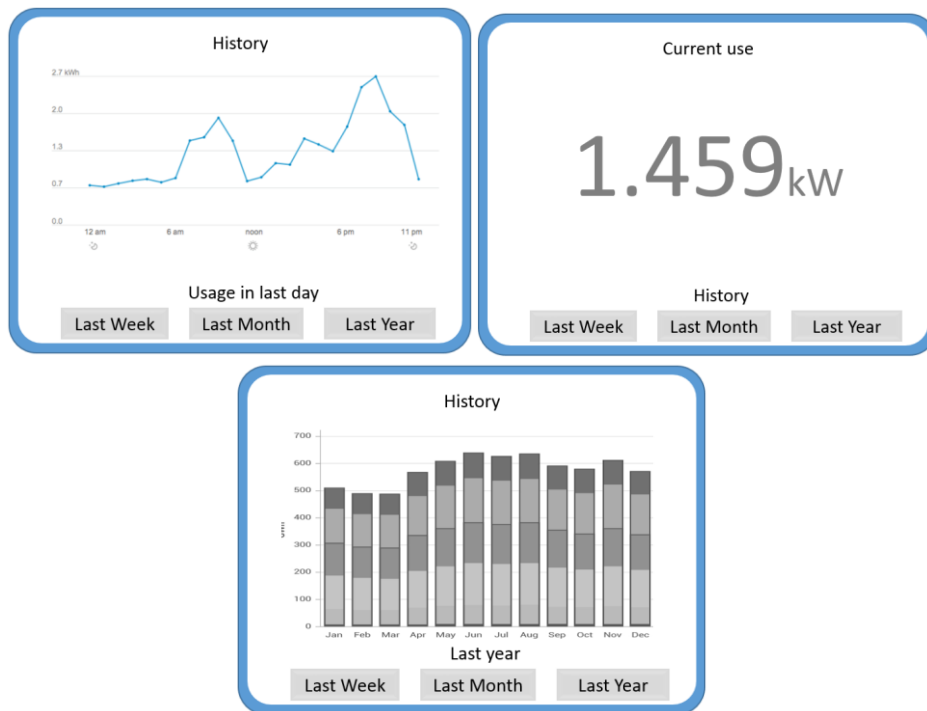 History
2.7 kWh
2.0
1.3
0.7
0.0
12 am 6 am noon 6 pm 11 pm
Usage in last day
Last Week Last Month Last Year
Current use
1.459kW
History
Last Week Last Month Last Year
History
700
600
500
400
300
200
100
0
Jan Feb Mar Apr May Jun Jul Aug Sep Oct Nov Dec
Last year
Last Week Last Month Last Year